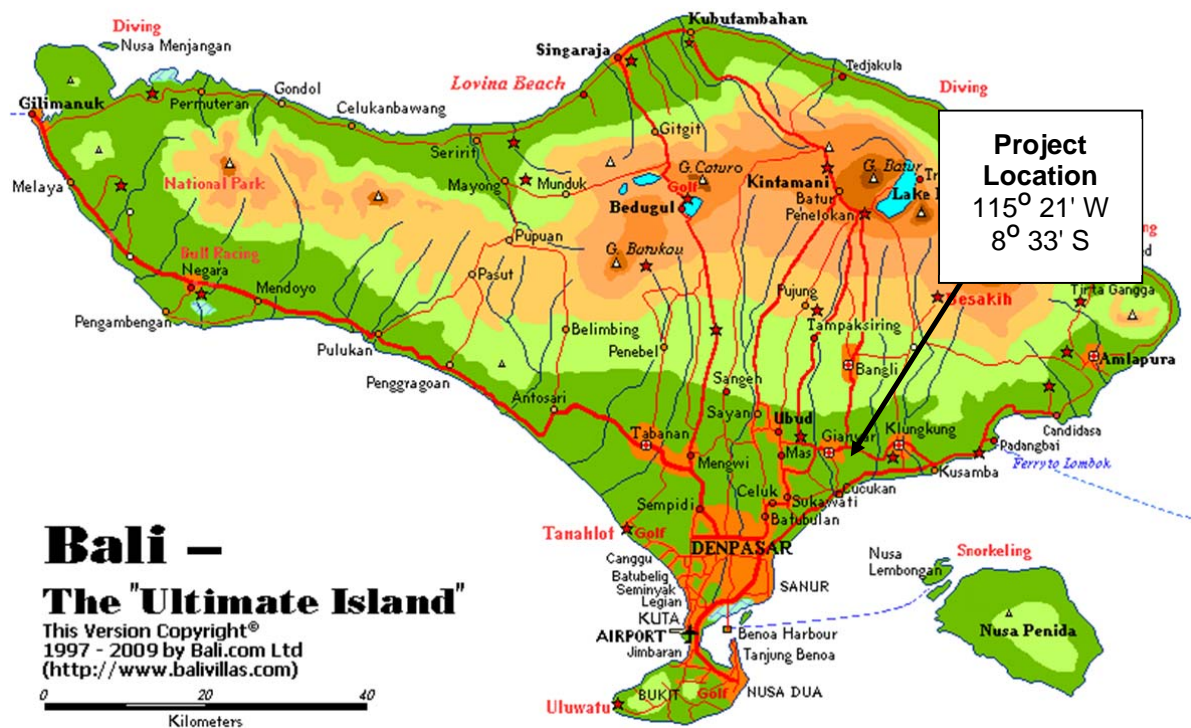 Diving
Nusa Menjangan
Kubutambahan
Singaraja
Tedjakula
Lovina Beach
Diving
Gilimanuk
Permuteran
Gondol
Celukanbawang
Gitgit
Seririt
Project
Location
115° 21' W
8° 33' S
Melaya
National Park
Mayong
Munduk
G. Caturo
Golf
Bedugul
Kintamani
G. Batur
Batur
Penelokan
Lake
Bull Racing
Negara
Mendoyo
Pupuan
Pasut
G. Batukau
Pengambengan
Pulukan
Belimbing
Penebel
Pujung
Tampaksiring
Besakih
Tirta Gangga
Amlapura
Penggragoan
Antosari
Sangeh
Bangli
Sayan
Ubud
Gianyar
Klungkung
Candidasa
Padangbai
Tabanan
Mengwi
Mas
Kusamba
Ferry to Lombok
Celuk
Sukawati
Cucukan
Sempidi
Batubulan
Tanahlot
Golf
DENPASAR
Canggu
Batubelig
Seminyak
Legian
KUTA
SANUR
Nusa
Lembongan
Snorkeling
Nusa Penida
AIRPORT
Benoa Harbour
Jimbaran
Tanjung Benoa
BUKIT
Golf
NUSA DUA
Uluwatu
Bali –
The "Ultimate Island"
This Version Copyright©
1997 - 2009 by Bali.com Ltd
(http://www.balivillas.com)
0 20 40
Kilometers